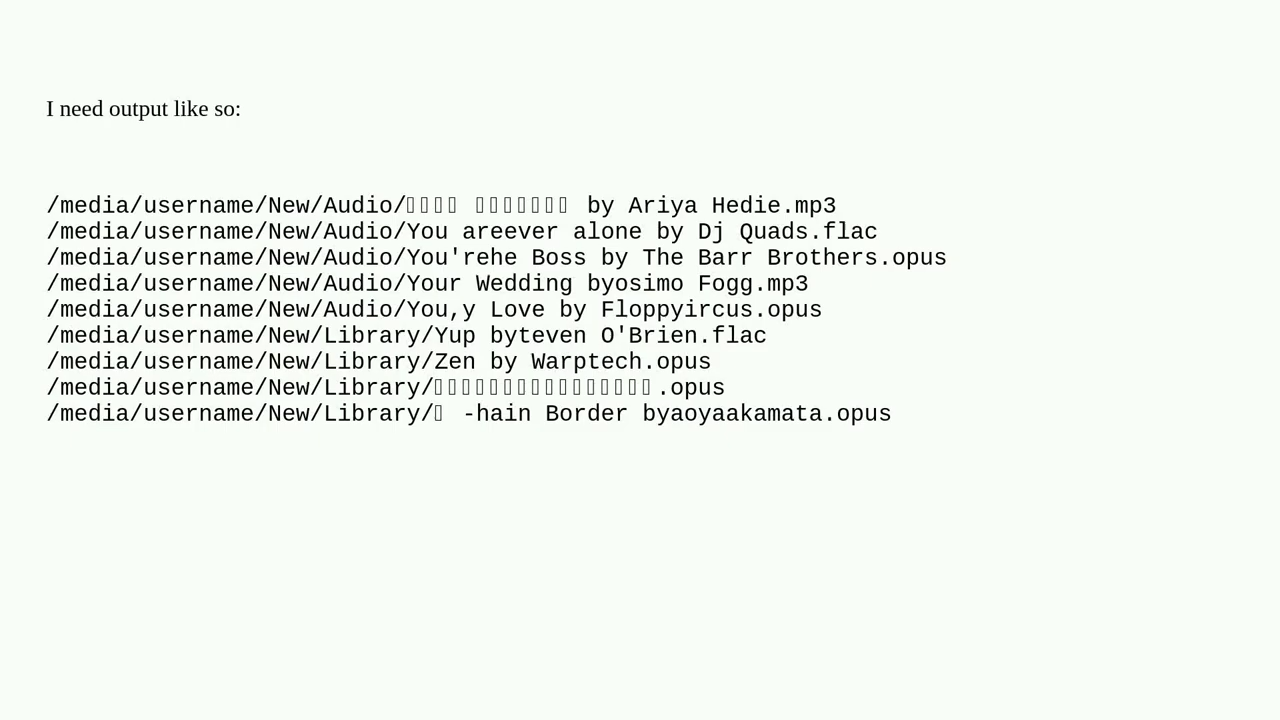 I need output like so:
/media/username/New/Audio/ by Ariya Hedie.mp3
/media/username/New/Audio/You areever alone by Dj Quads.flac
/media/username/New/Audio/You'rehe Boss by The Barr Brothers.opus
/media/username/New/Audio/Your Wedding byosimo Fogg.mp3
/media/username/New/Audio/You,y Love by Floppyircus.opus
/media/username/New/Library/Yup byteven O'Brien.flac
/media/username/New/Library/Zen by Warptech.opus
/media/username/New/Library/.opus
/media/username/New/Library/ -hain Border byaoyaakamata.opus